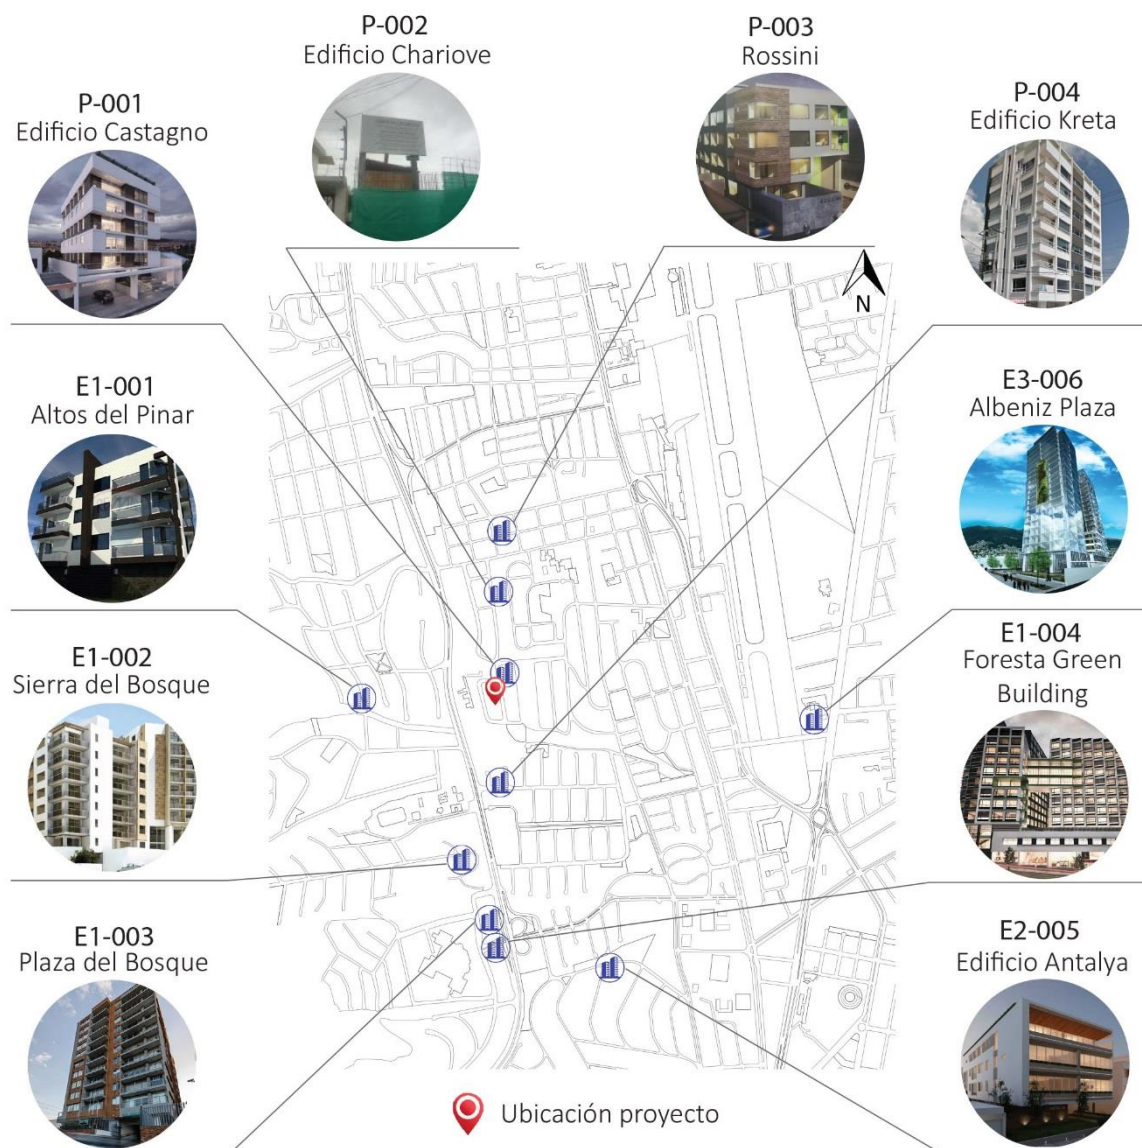 P-002
Edificio Chariove
P-003
Rossini
P-001
Edificio Castagno
P-004
Edificio Kreta
N
E1-001
Altos del Pinar
E3-006
Albeniz Plaza
E1-002
Sierra del Bosque
E1-004
Foresta Green
Building
E1-003
Plaza del Bosque
E2-005
Edificio Antalya
Ubicación proyecto